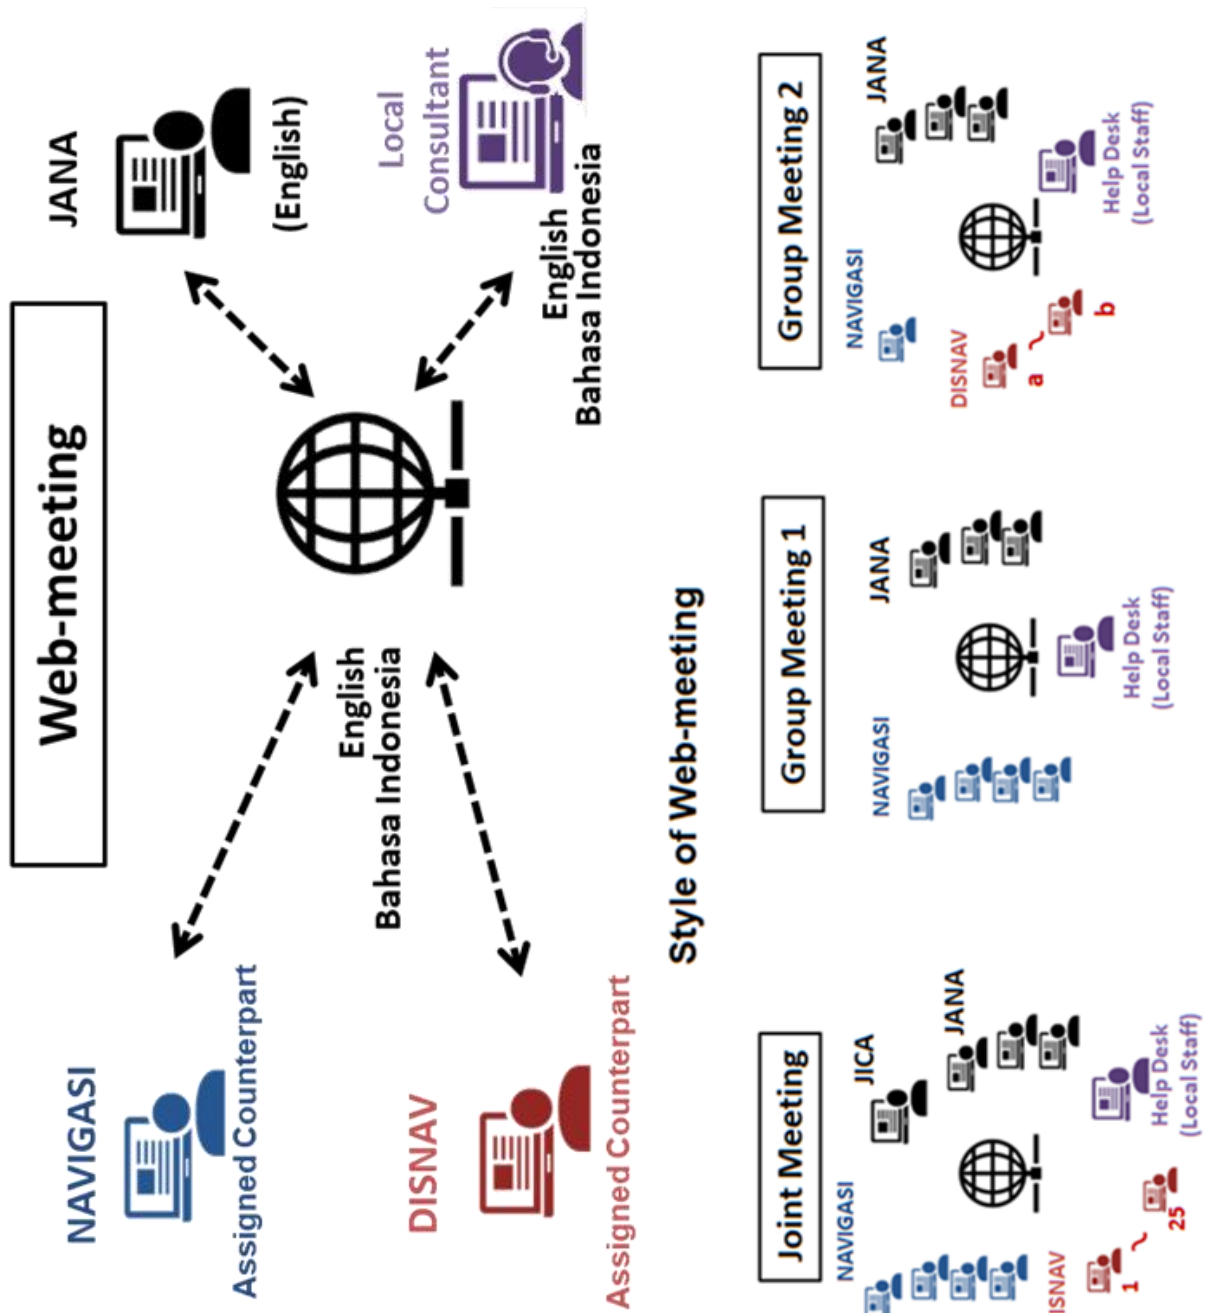 Web-meeting
NAVIGASI
Assigned Counterpart
DISNAV
Assigned Counterpart
English
Bahasa Indonesia
JANA
(English)
Local
Consultant
English
Bahasa Indonesia
Style of Web-meeting
Joint Meeting
NAVIGASI
JICA
JANA
ISNAV
1
~
25
Help Desk
(Local Staff)
Group Meeting 1
NAVIGASI
JANA
Help Desk
(Local Staff)
Group Meeting 2
NAVIGASI
JANA
DISNAV
a
~
b
Help Desk
(Local Staff)